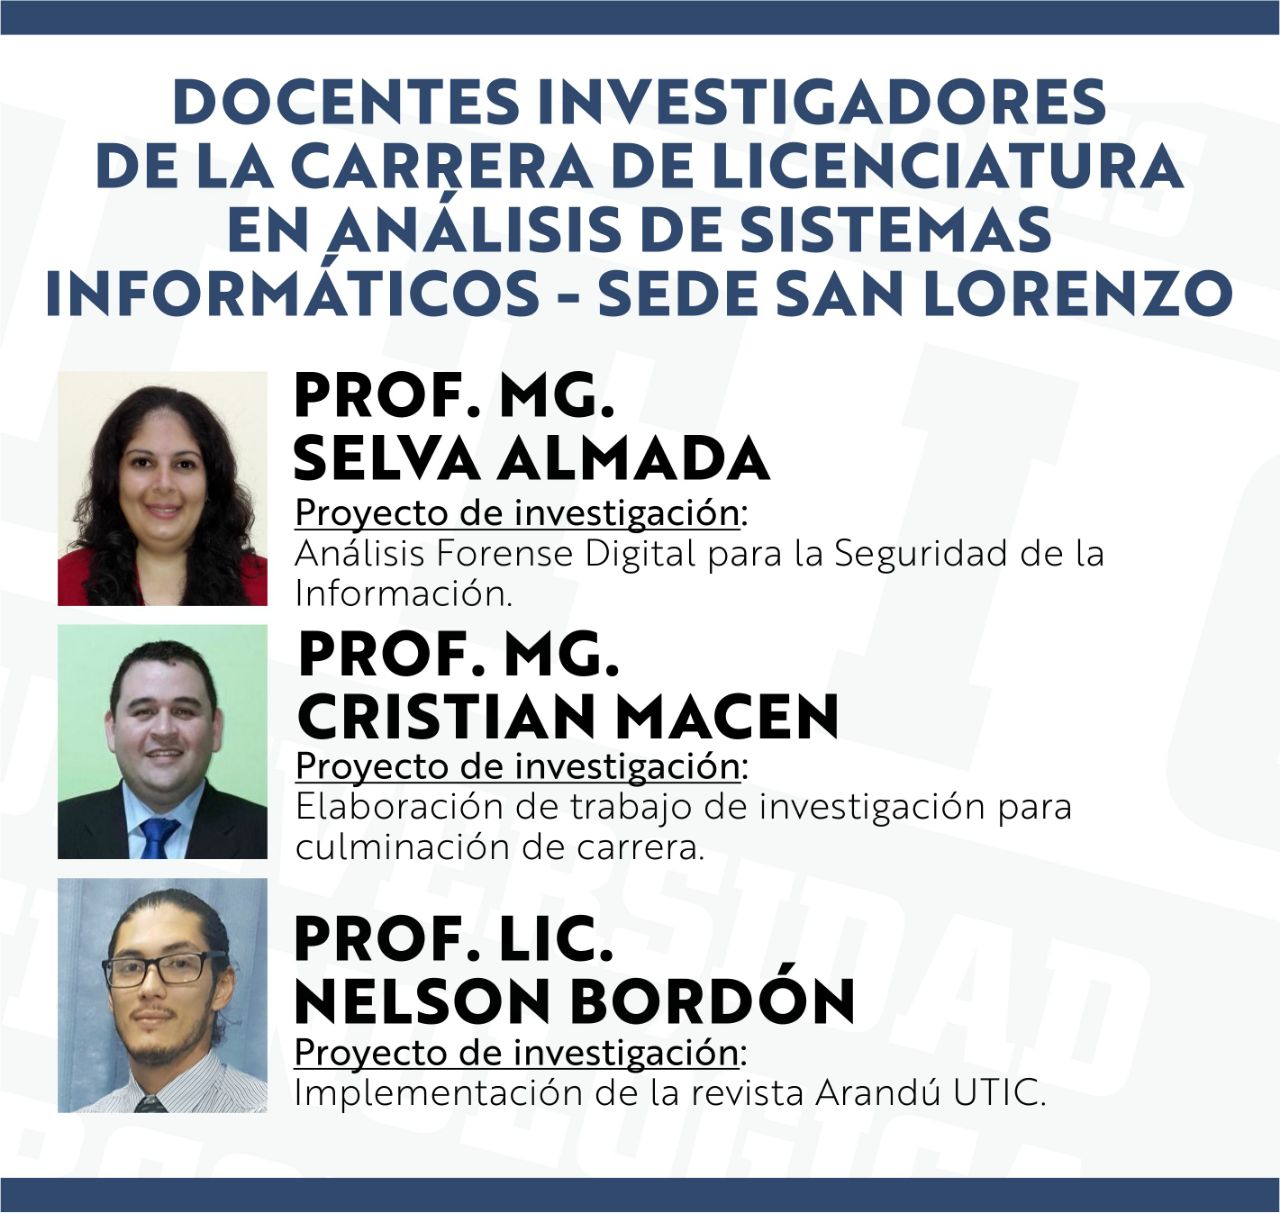 DOCENTES INVESTIGADORES
DE LA CARRERA DE LICENCIATURA
EN ANÁLISIS DE SISTEMAS
INFORMÁTICOS - SEDE SAN LORENZO
PROF. MG.
SELVA ALMADA
Proyecto de investigación:
Análisis Forense Digital para la Seguridad de la
Información.
PROF. MG.
CRISTIAN MACEN
Proyecto de investigación:
Elaboración de trabajo de investigación para
culminación de carrera.
PROF. LIC.
NELSON BORDÓN
Proyecto de investigación:
Implementación de la revista Arandú UTIC.